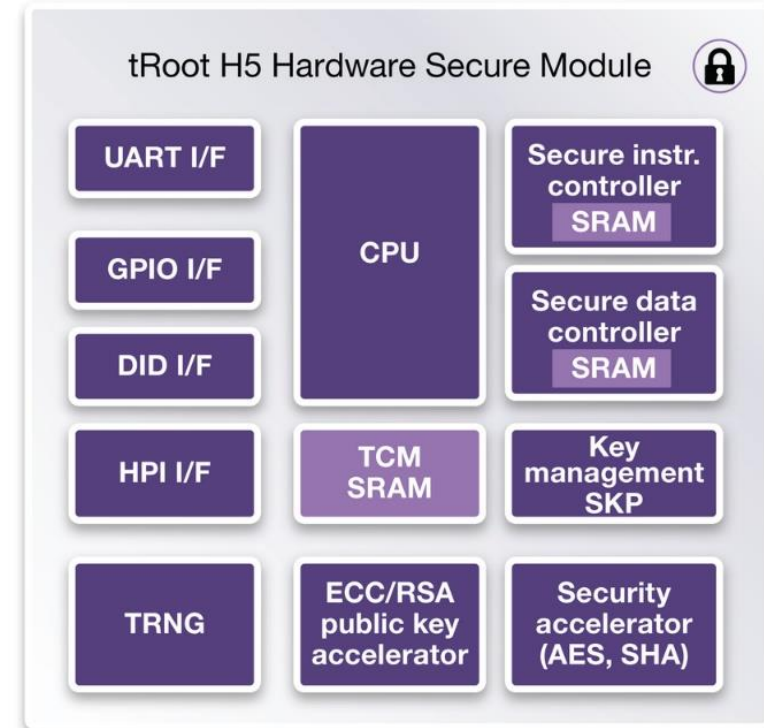 tRoot H5 Hardware Secure Module
UART I/F
GPIO I/F
DID I/F
HPI I/F
TRNG
CPU
TCM
SRAM
ECC/RSA
public key
accelerator
Secure instr.
controller
SRAM
Secure data
controller
SRAM
Key
management
SKP
Security
accelerator
(AES, SHA)